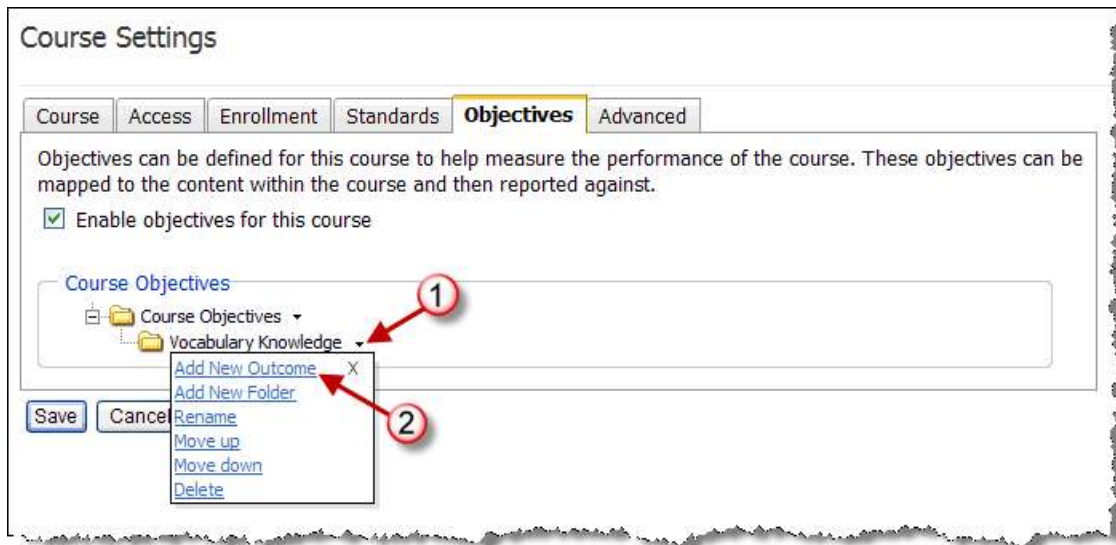 Course Settings
Course Access Enrollment Standards Objectives Advanced
Objectives can be defined for this course to help measure the performance of the course. These objectives can be
mapped to the content within the course and then reported against.
Enable objectives for this course
Course Objectives
1
Course Objectives
Vocabulary Knowledge
Add New Outcome X
Add New Folder
Save Cancel Rename
2
Move up
Move down
Delete